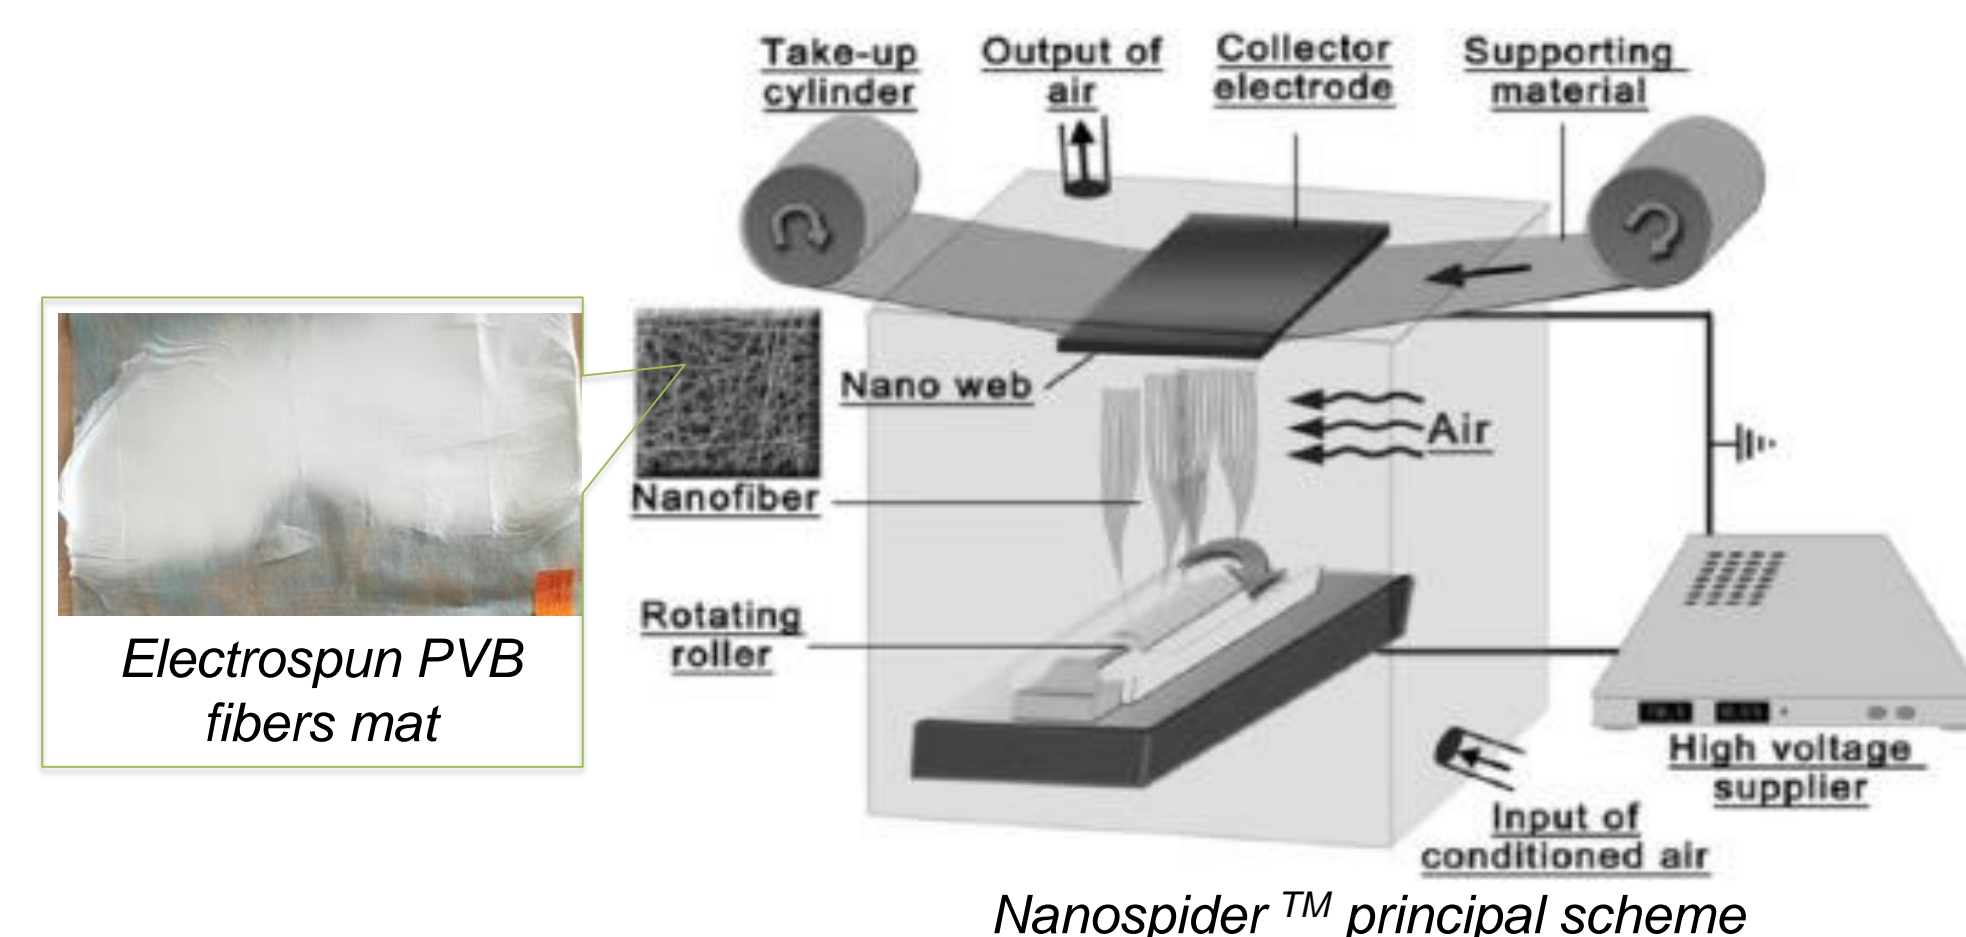 Take-up
cylinder
Output of
air
Collector
electrode
Supporting
material
Nano web
Air
Nanofiber
Electrospun PVB
fibers mat
Rotating
roller
High voltage
supplier
Input of
conditioned air
Nanospider TM principal scheme